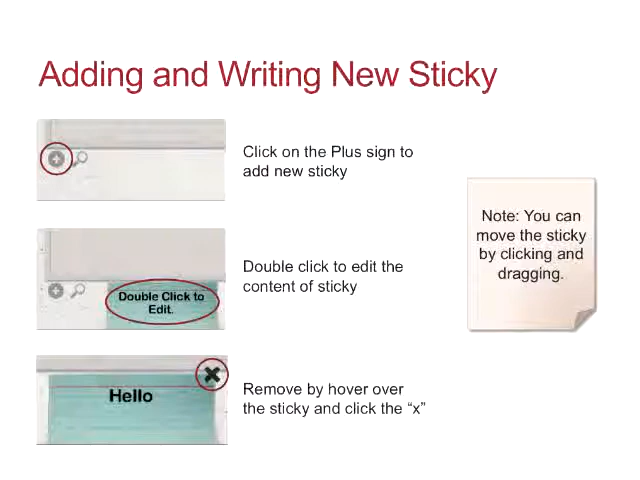 Adding and Writing New Sticky
Click on the Plus sign to
add new sticky
Double Click to
Edit.
Double click to edit the
content of sticky
Hello
Remove by hover over
the sticky and click the “x”
Note: You can
move the sticky
by clicking and
dragging.